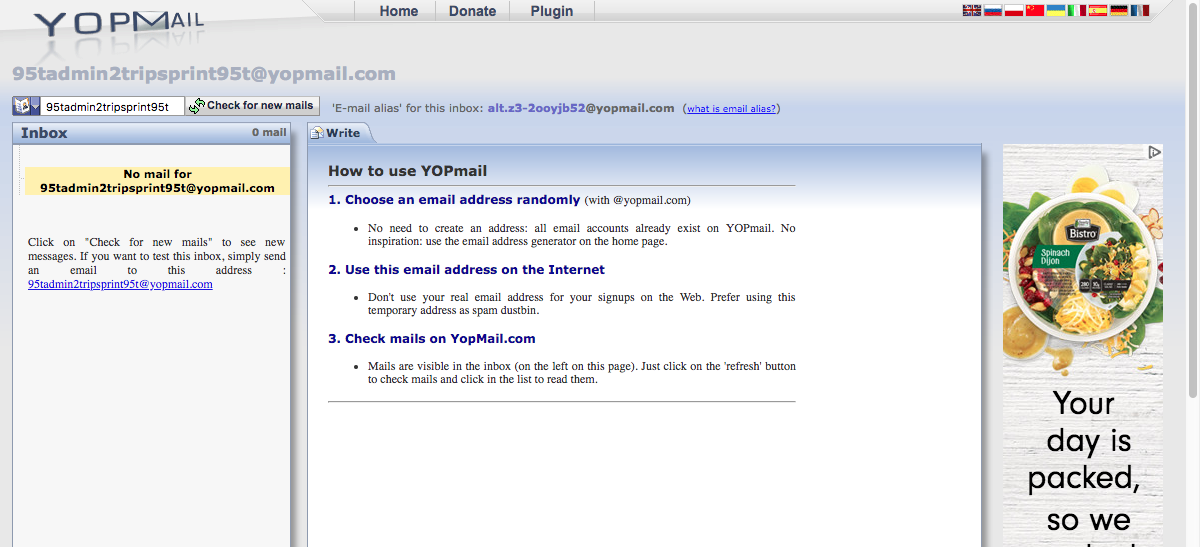 YOPMAIL
Home Donate Plugin
95tadmin2tripsprint95t@yopmail.com
95tadmin2tripsprint95t Check for new mails 'E-mail alias' for this inbox: alt.z3-2ooyjb52@yopmail.com (what is email alias?)
Inbox 0 mail
No mail for
95tadmin2tripsprint95t@yopmail.com
Click on "Check for new mails" to see new
messages. If you want to test this inbox, simply send
an email to this address :
95tadmin2tripsprint95t@yopmail.com
Write
How to use YOPmail
1. Choose an email address randomly (with @yopmail.com)
• No need to create an address: all email accounts already exist on YOPmail. No
inspiration: use the email address generator on the home page.
2. Use this email address on the Internet
• Don't use your real email address for your signups on the Web. Prefer using this
temporary address as spam dustbin.
3. Check mails on YopMail.com
• Mails are visible in the inbox (on the left on this page). Just click on the 'refresh' button
to check mails and click in the list to read them.
Bistro
Spinach
Dijon
Your
day is
packed,
so we